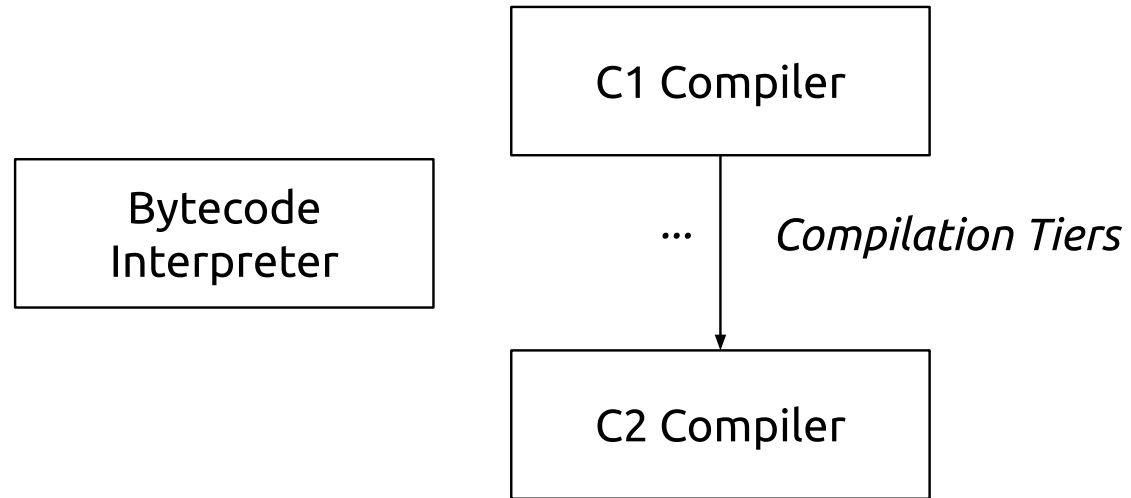 C1 Compiler
Bytecode
Interpreter
... Compilation Tiers
C2 Compiler